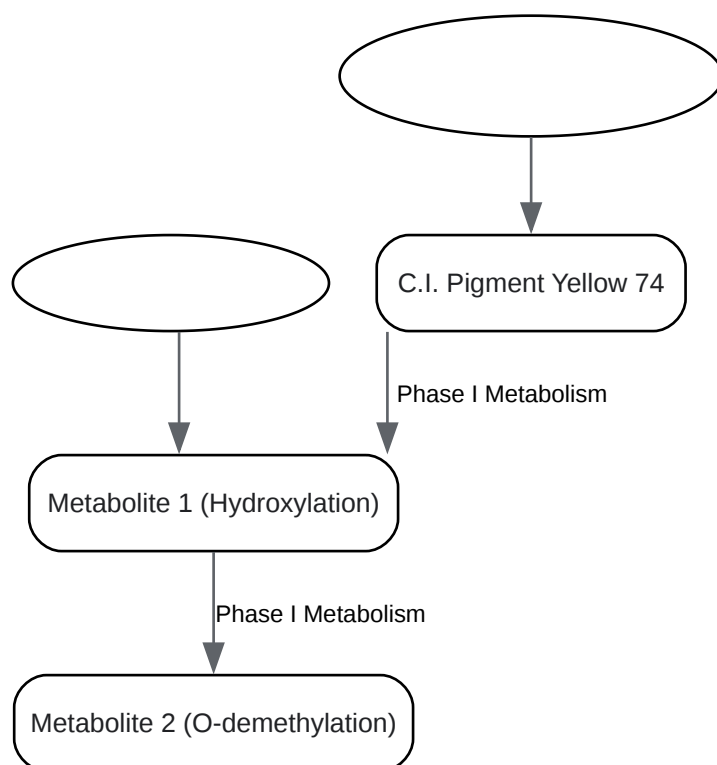 C.I. Pigment Yellow 74
Phase I Metabolism
Metabolite 1 (Hydroxylation)
Phase I Metabolism
Metabolite 2 (O-demethylation)